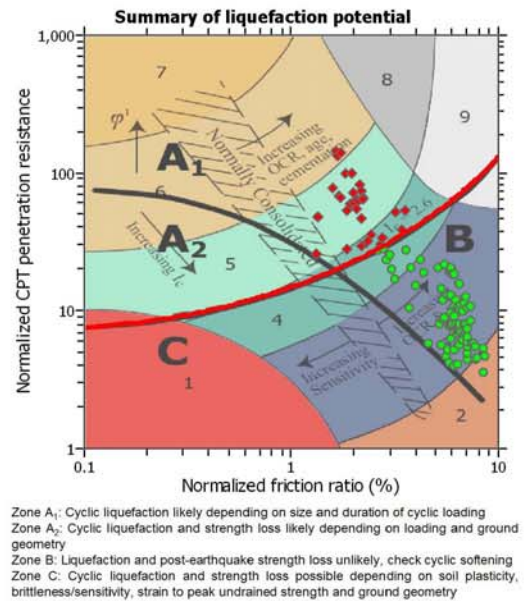 Summary of liquefaction potential
Normalized CPT penetration resistance
1,000
100
10
1
7
8
9
φ'
A1
Normally Consolidated
Increasing OCR, age, cementation
6
A2
Increasing Ic
5
2.6
B
4
C
1
Increasing Sensitivity
2
0.1
1
10
Normalized friction ratio (%)
Zone A1: Cyclic liquefaction likely depending on size and duration of cyclic loading
Zone A2: Cyclic liquefaction and strength loss likely depending on loading and ground
geometry
Zone B: Liquefaction and post-earthquake strength loss unlikely, check cyclic softening
Zone C: Cyclic liquefaction and strength loss possible depending on soil plasticity,
brittleness/sensitivity, strain to peak undrained strength and ground geometry